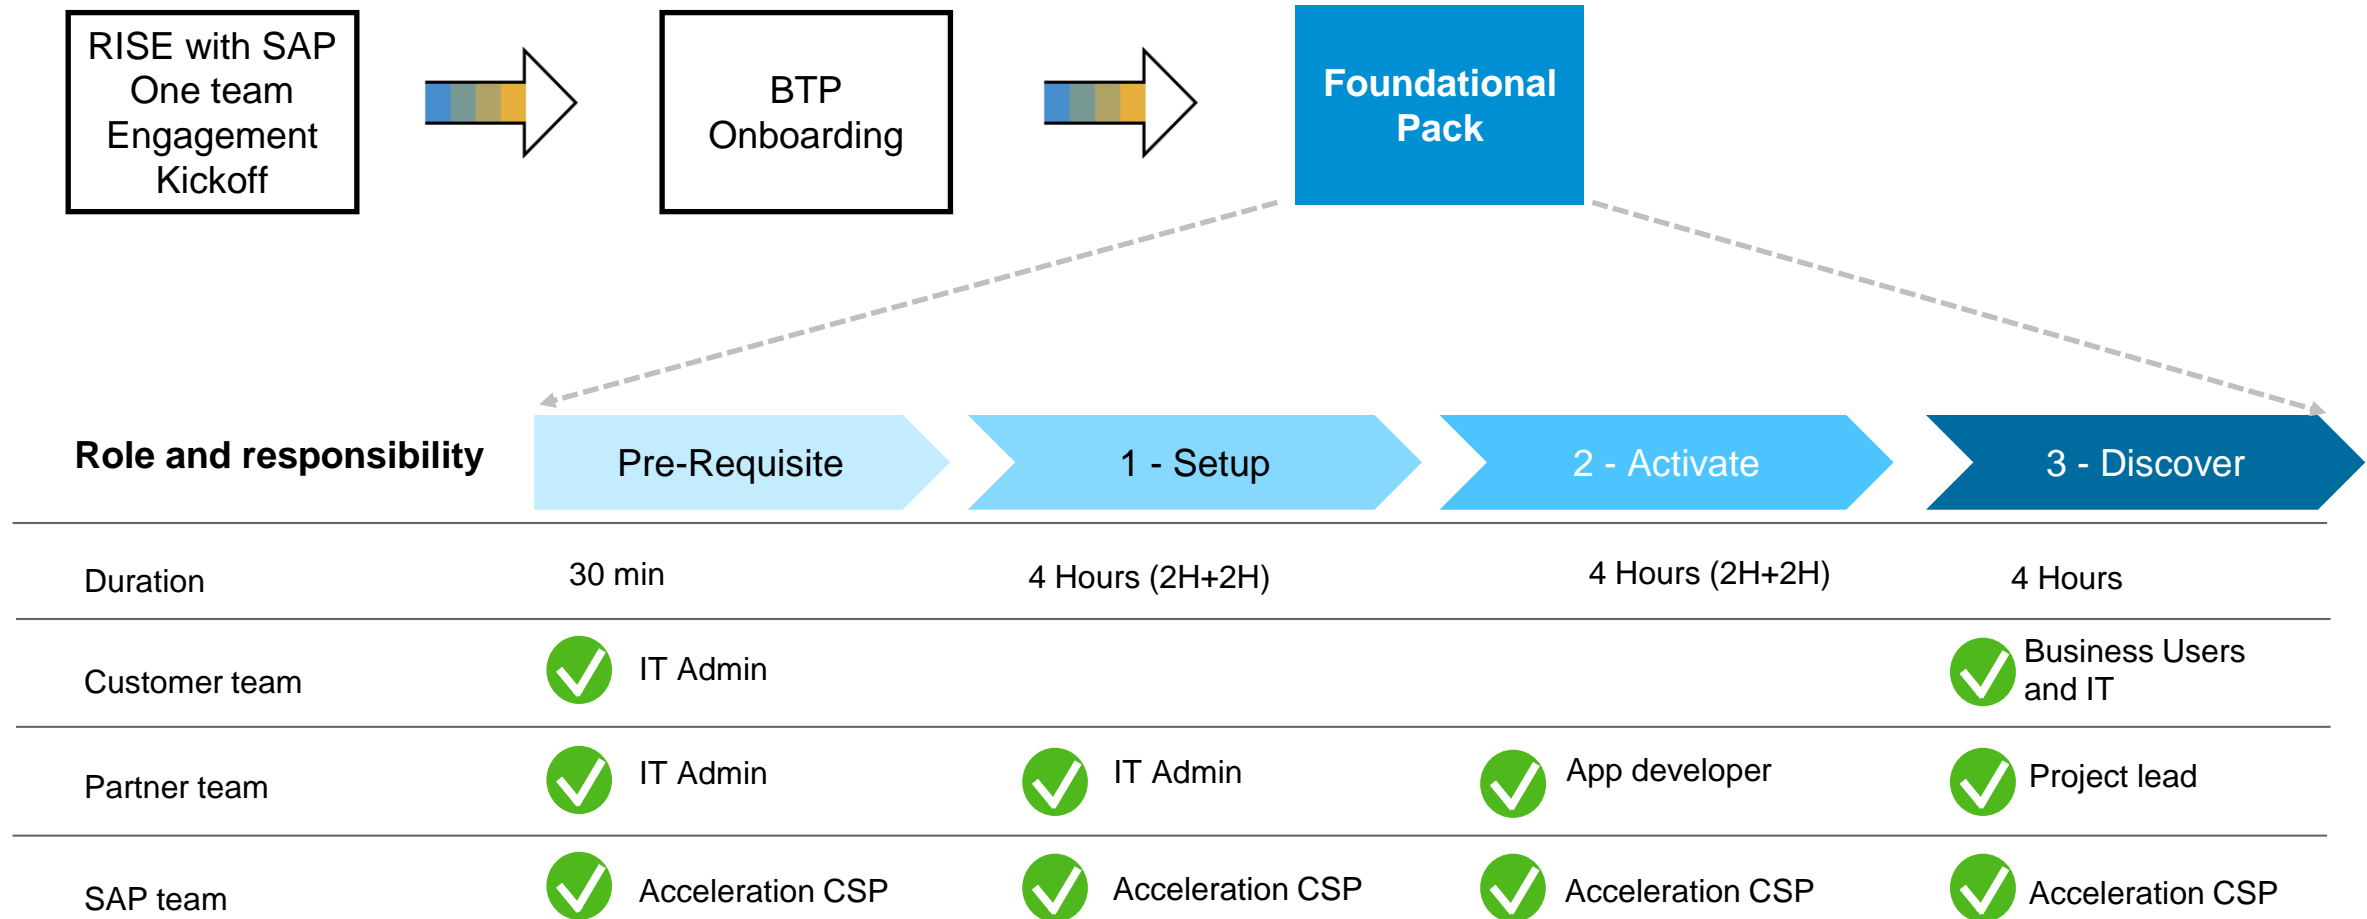 RISE with SAP
One team
Engagement
Kickoff
BTP
Onboarding
Foundational
Pack
Role and responsibility
Pre-Requisite
1 - Setup
2 - Activate
3 - Discover
Duration
30 min
4 Hours (2H+2H)
4 Hours (2H+2H)
4 Hours
Customer team
IT Admin
Business Users
and IT
Partner team
IT Admin
IT Admin
App developer
Project lead
SAP team
Acceleration CSP
Acceleration CSP
Acceleration CSP
Acceleration CSP